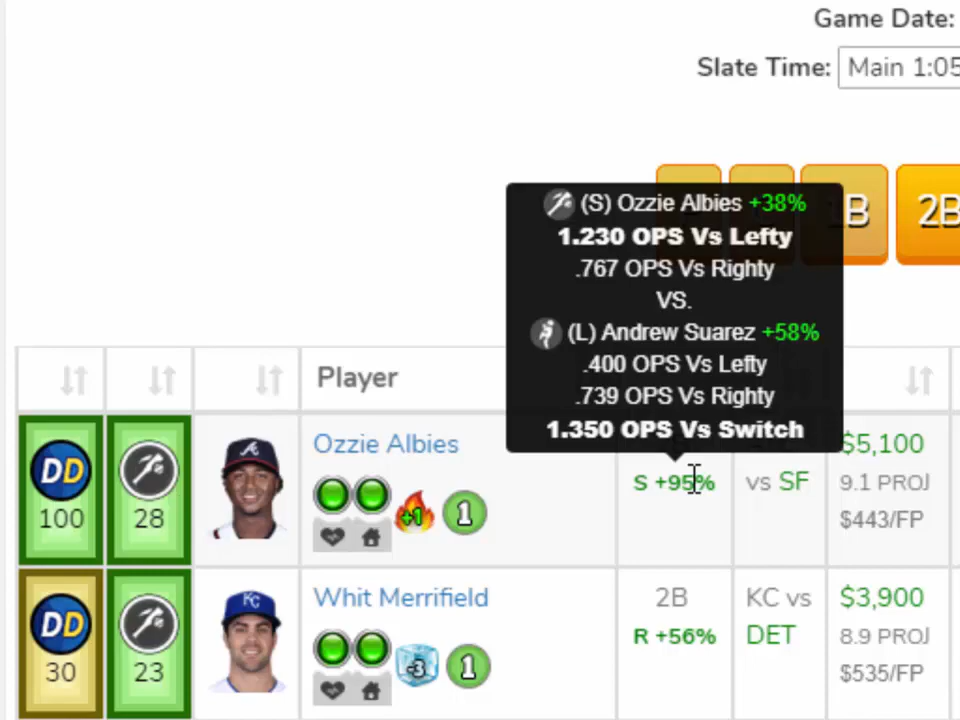 Game Date:
Slate Time: Main 1:05
1B
2B
(S) Ozzie Albies +38%
1.230 OPS Vs Lefty
.767 OPS Vs Righty
VS.
(L) Andrew Suarez +58%
.400 OPS Vs Lefty
.739 OPS Vs Righty
1.350 OPS Vs Switch
Player
DD
100
28
Ozzie Albies
+1
1
S +95%
vs SF
$5,100
9.1 PROJ
$443/FP
DD
30
23
KC
Whit Merrifield
-3
1
2B
R +56%
KC vs
DET
$3,900
8.9 PROJ
$535/FP